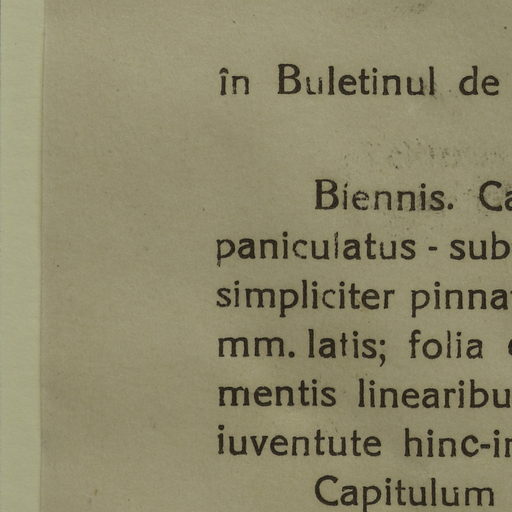 în Buletinul de
Biennis. Ca
paniculatus - sub
simpliciter pinna
mm. latis; folia
mentis linearibu
iuventute hinc-in
Capitulum